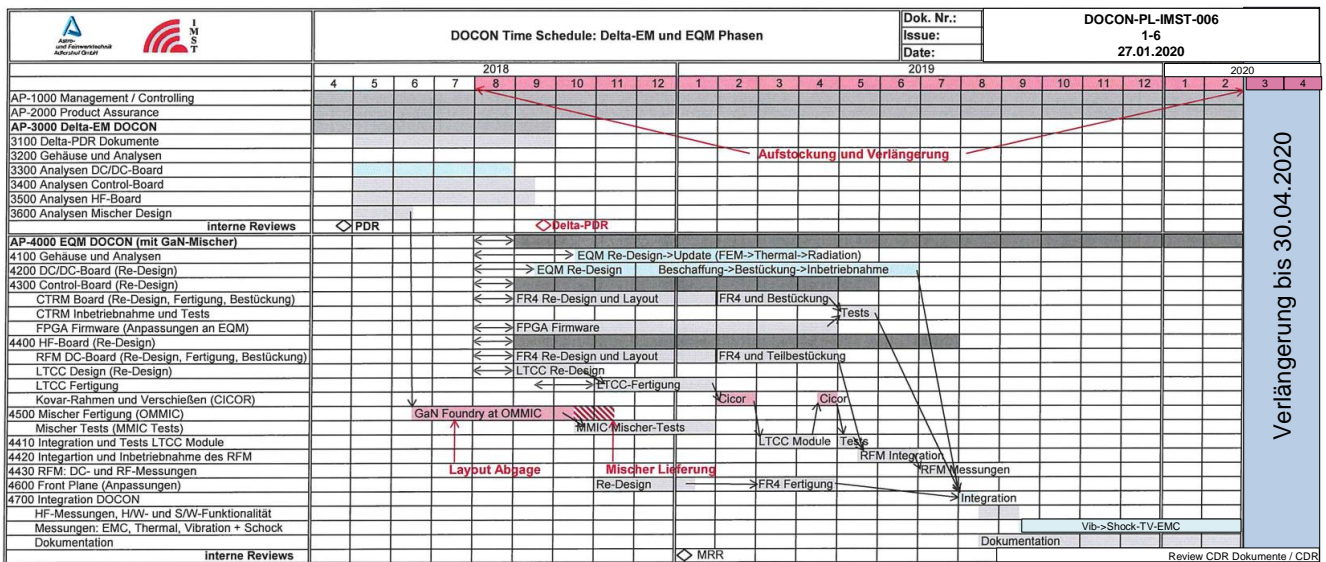 Astro-
und Feinwerktechnik
Adlershof GmbH
IMST
DOCON Time Schedule: Delta-EM und EQM Phasen
Dok. Nr.: DOCON-PL-IMST-006
Issue: 1-6
Date: 27.01.2020
2018 2019 2020
4 5 6 7 8 9 10 11 12 1 2 3 4 5 6 7 8 9 10 11 12 1 2 3 4
AP-1000 Management / Controlling
AP-2000 Product Assurance
AP-3000 Delta-EM DOCON
3100 Delta-PDR Dokumente
3200 Gehäuse und Analysen Aufstockung und Verlängerung
3300 Analysen DC/DC-Board
3400 Analysen Control-Board
3500 Analysen HF-Board
3600 Analysen Mischer Design
interne Reviews PDR Delta-PDR
AP-4000 EQM DOCON (mit GaN-Mischer)
4100 Gehäuse und Analysen EQM Re-Design->Update (FEM->Thermal->Radiation)
4200 DC/DC-Board (Re-Design) EQM Re-Design Beschaffung->Bestückung->Inbetriebnahme
4300 Control-Board (Re-Design)
CTRM Board (Re-Design, Fertigung, Bestückung) FR4 Re-Design und Layout FR4 und Bestückung
CTRM Inbetriebnahme und Tests Tests
FPGA Firmware (Anpassungen an EQM) FPGA Firmware
4400 HF-Board (Re-Design)
RFM DC-Board (Re-Design, Fertigung, Bestückung) FR4 Re-Design und Layout FR4 und Teilbestückung
LTCC Design (Re-Design) LTCC Re-Design
LTCC Fertigung LTCC-Fertigung
Kovar-Rahmen und Verschießen (CICOR) Cicor Cicor
4500 Mischer Fertigung (OMMIC) GaN Foundry at OMMIC
Mischer Tests (MMIC Tests) MMIC Mischer-Tests
4410 Integration und Tests LTCC Module LTCC Module Tests
4420 Integartion und Inbetriebnahme des RFM RFM Integration
4430 RFM: DC- und RF-Messungen Layout Abgage Mischer Lieferung RFM Messungen
4600 Front Plane (Anpassungen) Re-Design FR4 Fertigung
4700 Integration DOCON Integration
HF-Messungen, H/W- und S/W-Funktionalität
Messungen: EMC, Thermal, Vibration + Schock Vib->Shock-TV-EMC
Dokumentation Dokumentation
interne Reviews MRR Review CDR Dokumente / CDR
Verlängerung bis 30.04.2020